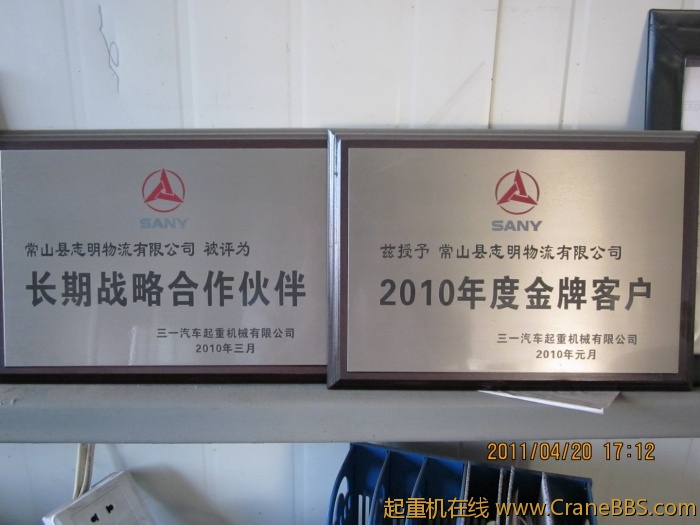 SANY
常山县志明物流有限公司 被评为
长期战略合作伙伴
三一汽车起重机械有限公司
2010年三月
SANY
兹授予 常山县志明物流有限公司
2010年度金牌客户
三一汽车起重机械有限公司
2010年元月
2011/04/20 17:12
起重机在线 www.CraneBBS.com